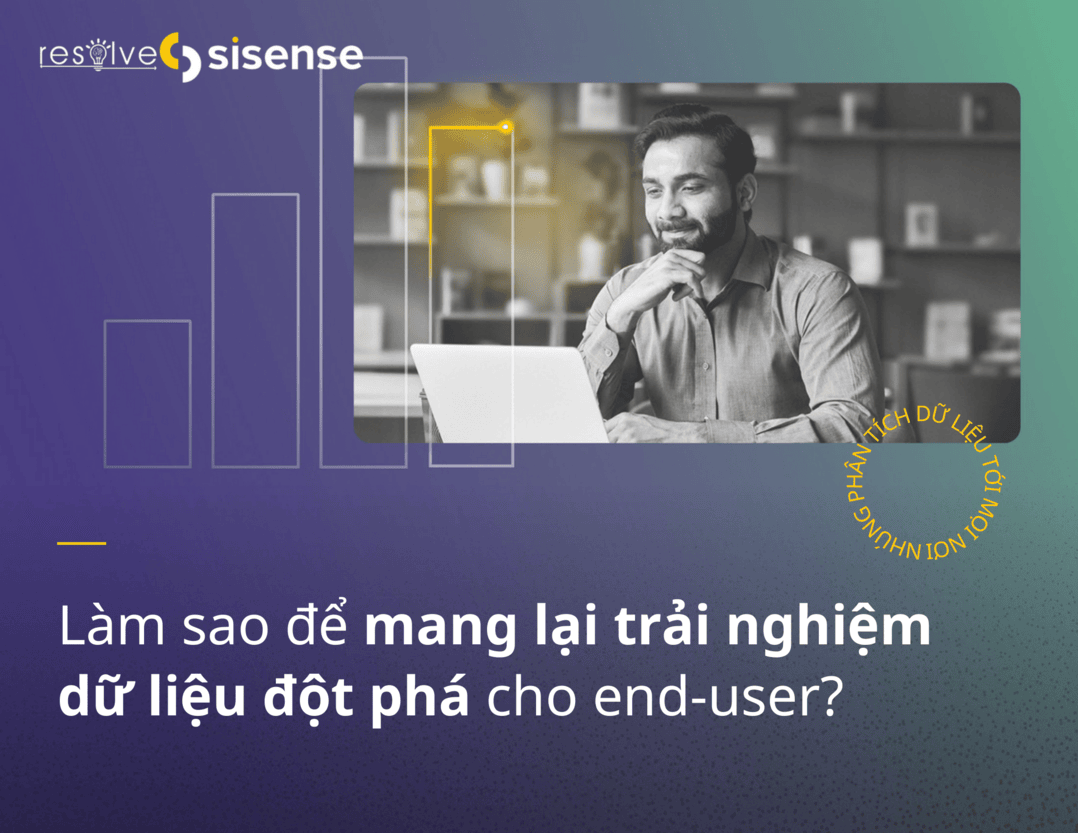 resolve sisense
NHÚNG PHÂN TÍCH DỮ LIỆU TỚI MỌI NƠI
Làm sao để mang lại trải nghiệm
dữ liệu đột phá cho end-user?